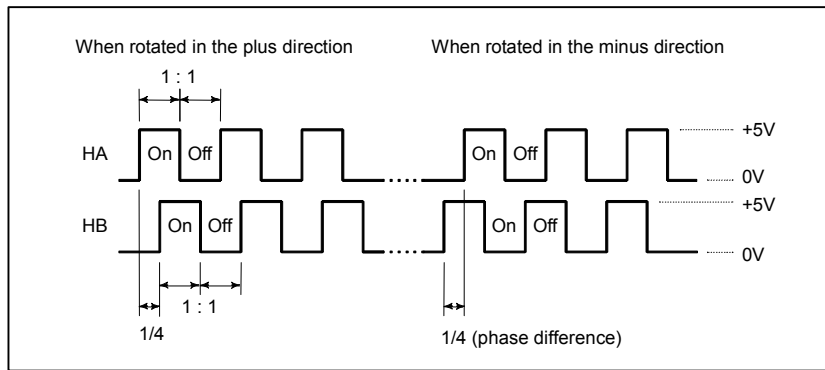 When rotated in the plus direction
When rotated in the minus direction
1 : 1
HA
On
Off
On
Off
+5V
0V
HB
On
Off
On
Off
+5V
0V
1 : 1
1/4
1/4 (phase difference)